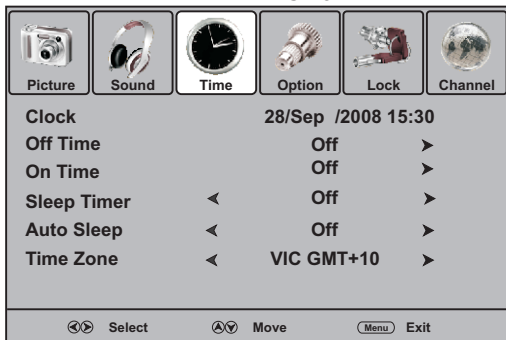 Picture Sound Time Option Lock Channel
Clock 28/Sep /2008 15:30
Off Time Off
On Time Off
Sleep Timer Off
Auto Sleep Off
Time Zone VIC GMT+10
Select Move Menu Exit